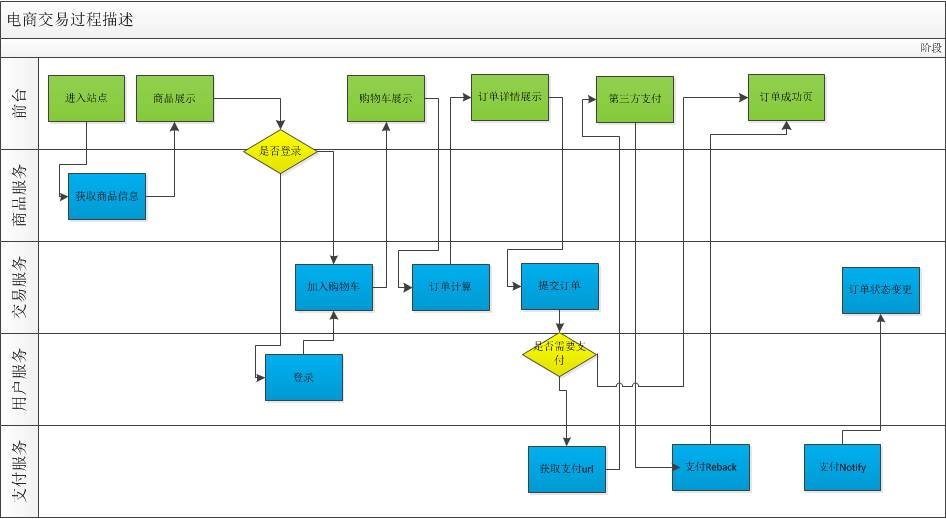 电商交易过程描述
阶段
前台
进入站点
商品展示
购物车展示
订单详情展示
第三方支付
订单成功页
是否登录
商品服务
获取商品信息
交易服务
加入购物车
订单计算
提交订单
订单状态变更
用户服务
登录
是否需要支
付
支付服务
获取支付url
支付Reback
支付Notify